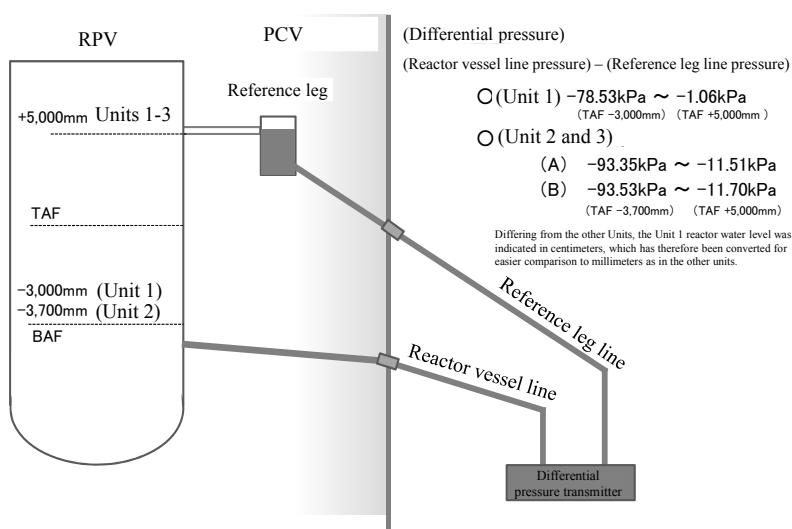 RPV
PCV
(Differential pressure)
(Reactor vessel line pressure) – (Reference leg line pressure)
Reference leg
+5,000mm Units 1-3
(Unit 1) −78.53kPa ～ −1.06kPa
(TAF −3,000mm) (TAF +5,000mm )
(Unit 2 and 3)
(A) −93.35kPa ～ −11.51kPa
(B) −93.53kPa ～ −11.70kPa
(TAF −3,700mm) (TAF +5,000mm)
Differing from the other Units, the Unit 1 reactor water level was
indicated in centimeters, which has therefore been converted for
easier comparison to millimeters as in the other units.
TAF
−3,000mm (Unit 1)
−3,700mm (Unit 2)
BAF
Reference leg line
Reactor vessel line
Differential
pressure transmitter